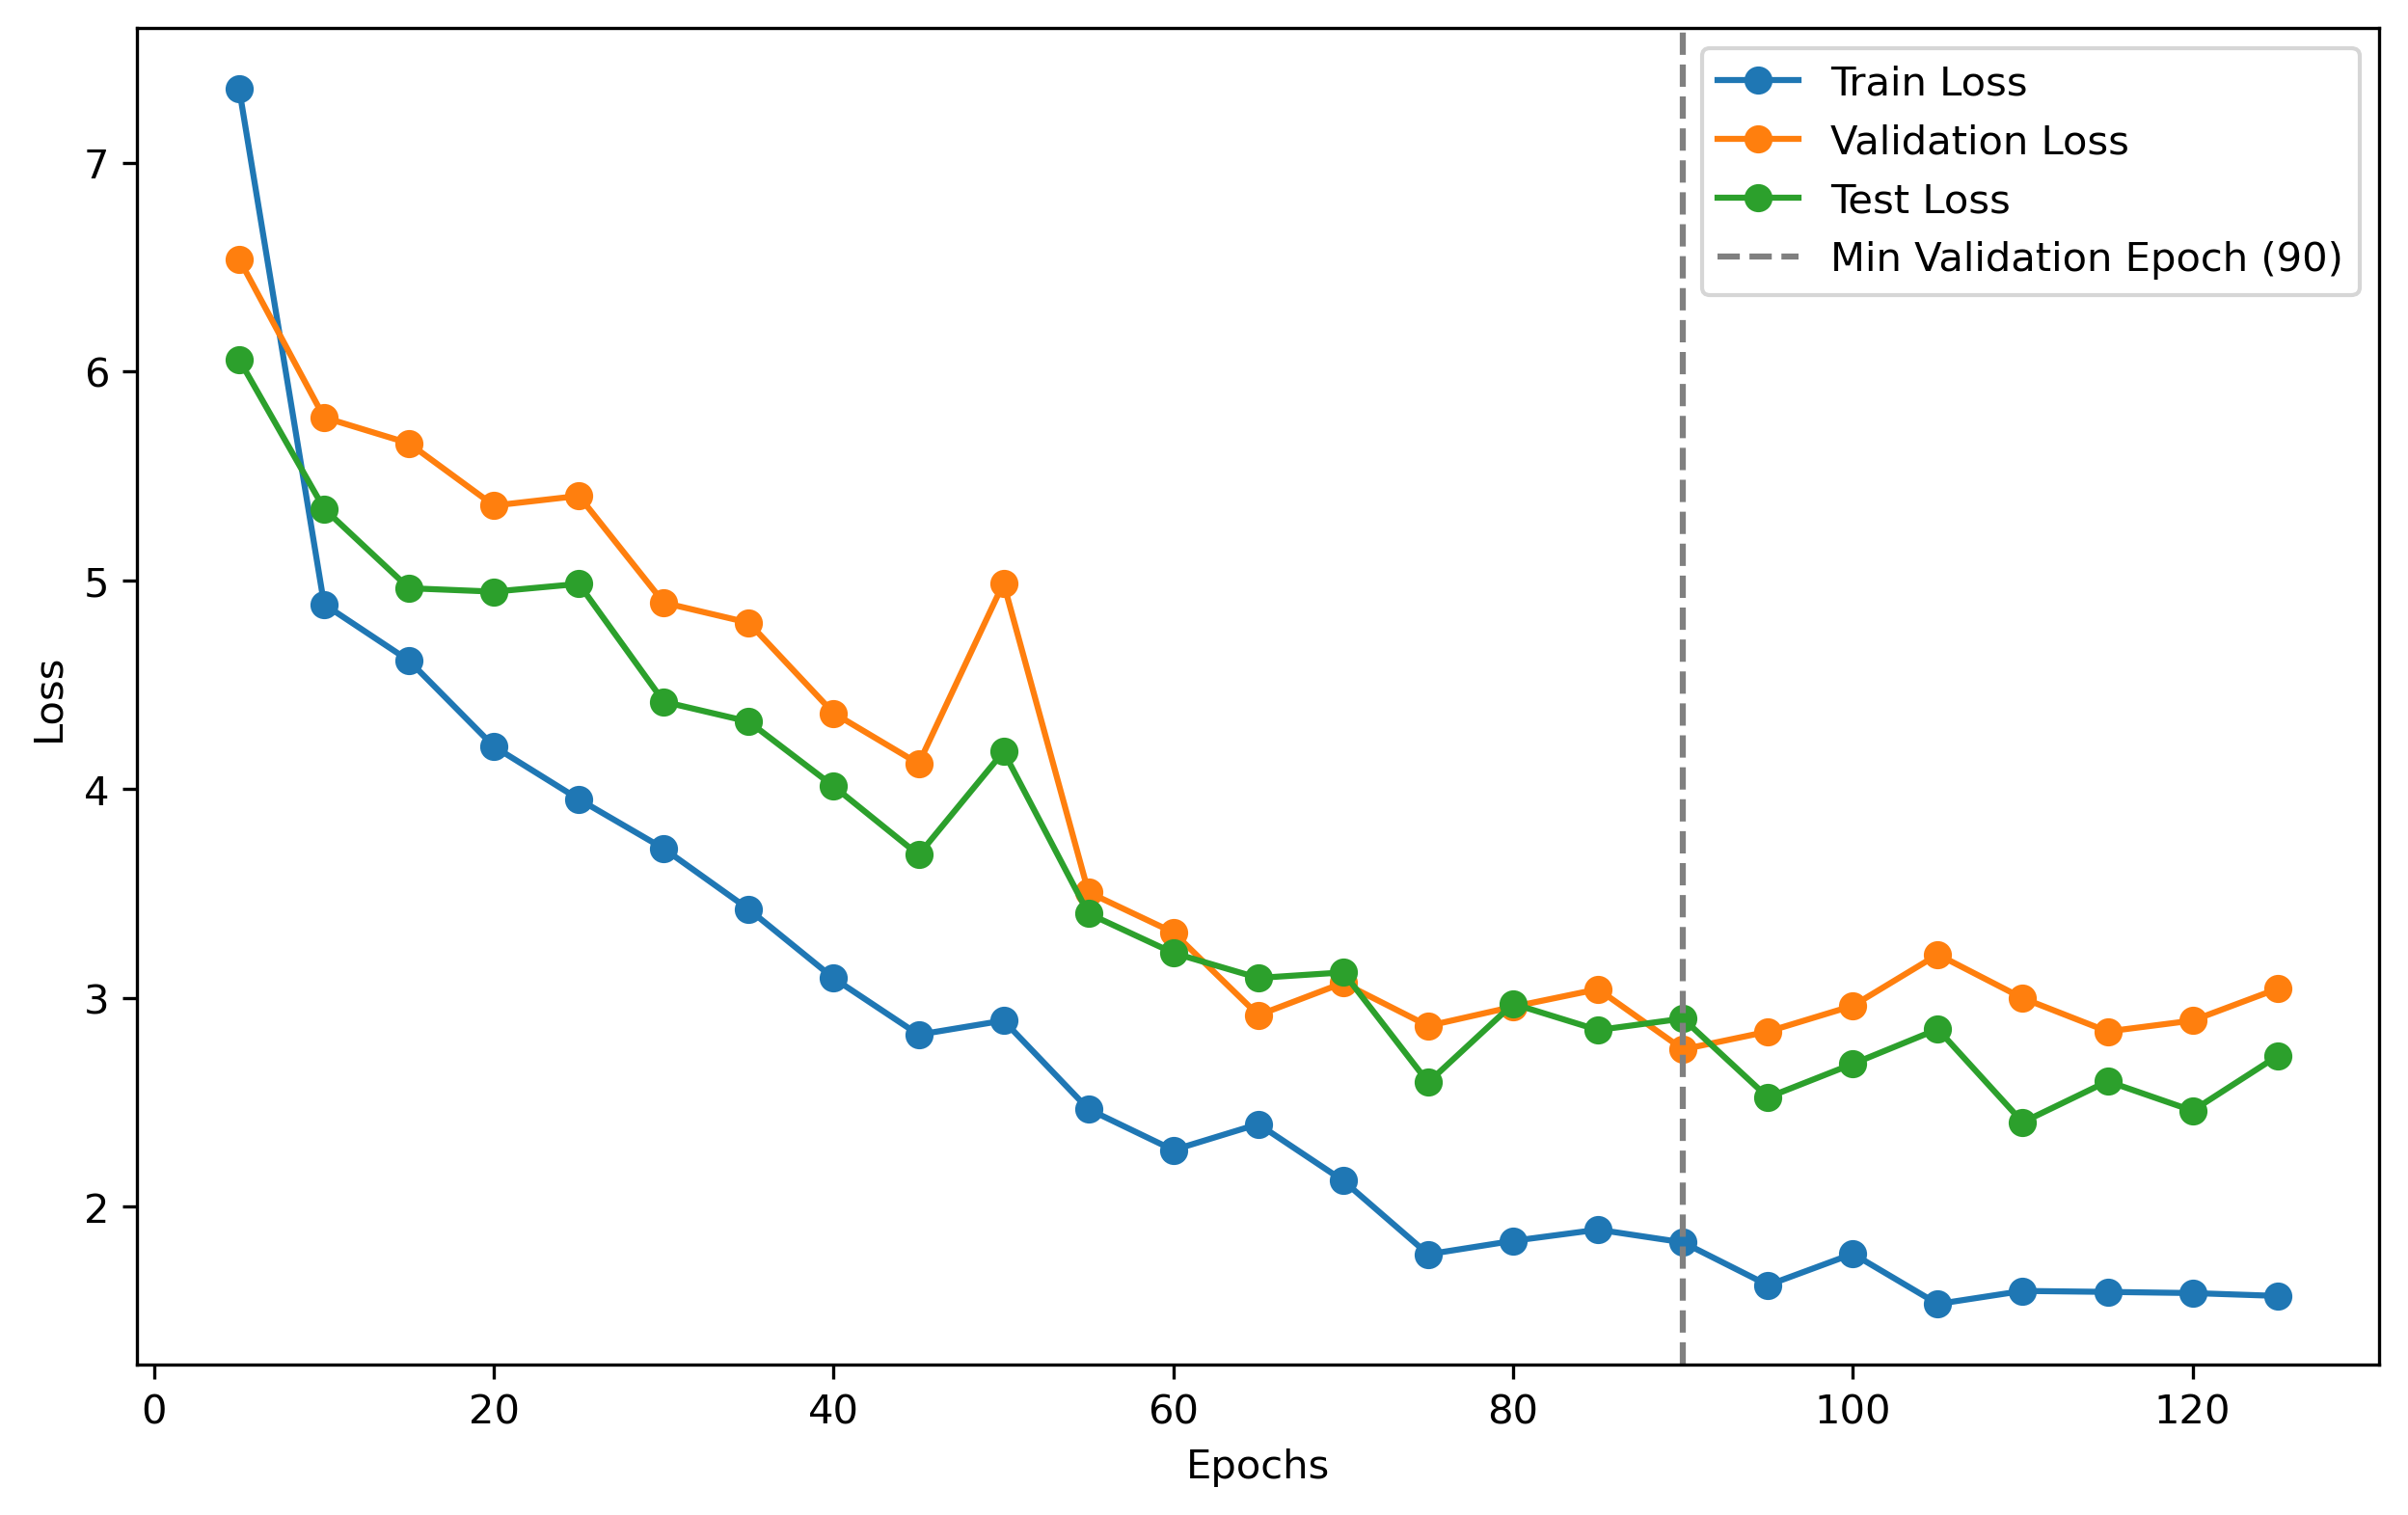 Train Loss
Validation Loss
Test Loss
Min Validation Epoch (90)
7
6
5
4
3
2
Loss
0 20 40 60 80 100 120
Epochs